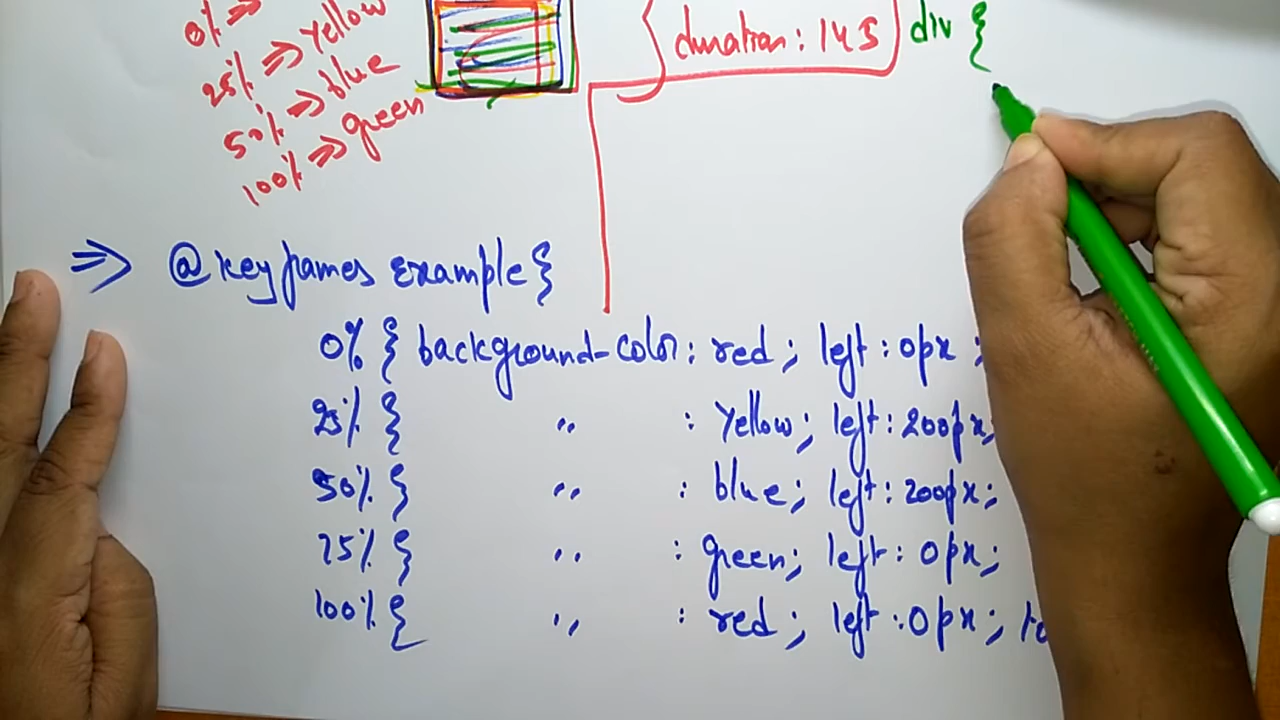 0% ⇒
25% ⇒ yellow
50% ⇒ blue
100% ⇒ green
duration: 14s
div {
⇒ @keyframes example{
0% { background-color: red; left: 0px ;
25% { ,, : yellow; left: 200px;
50% { ,, : blue; left: 200px;
75% { ,, : green; left: 0px;
100% { ,, : red; left: 0px;